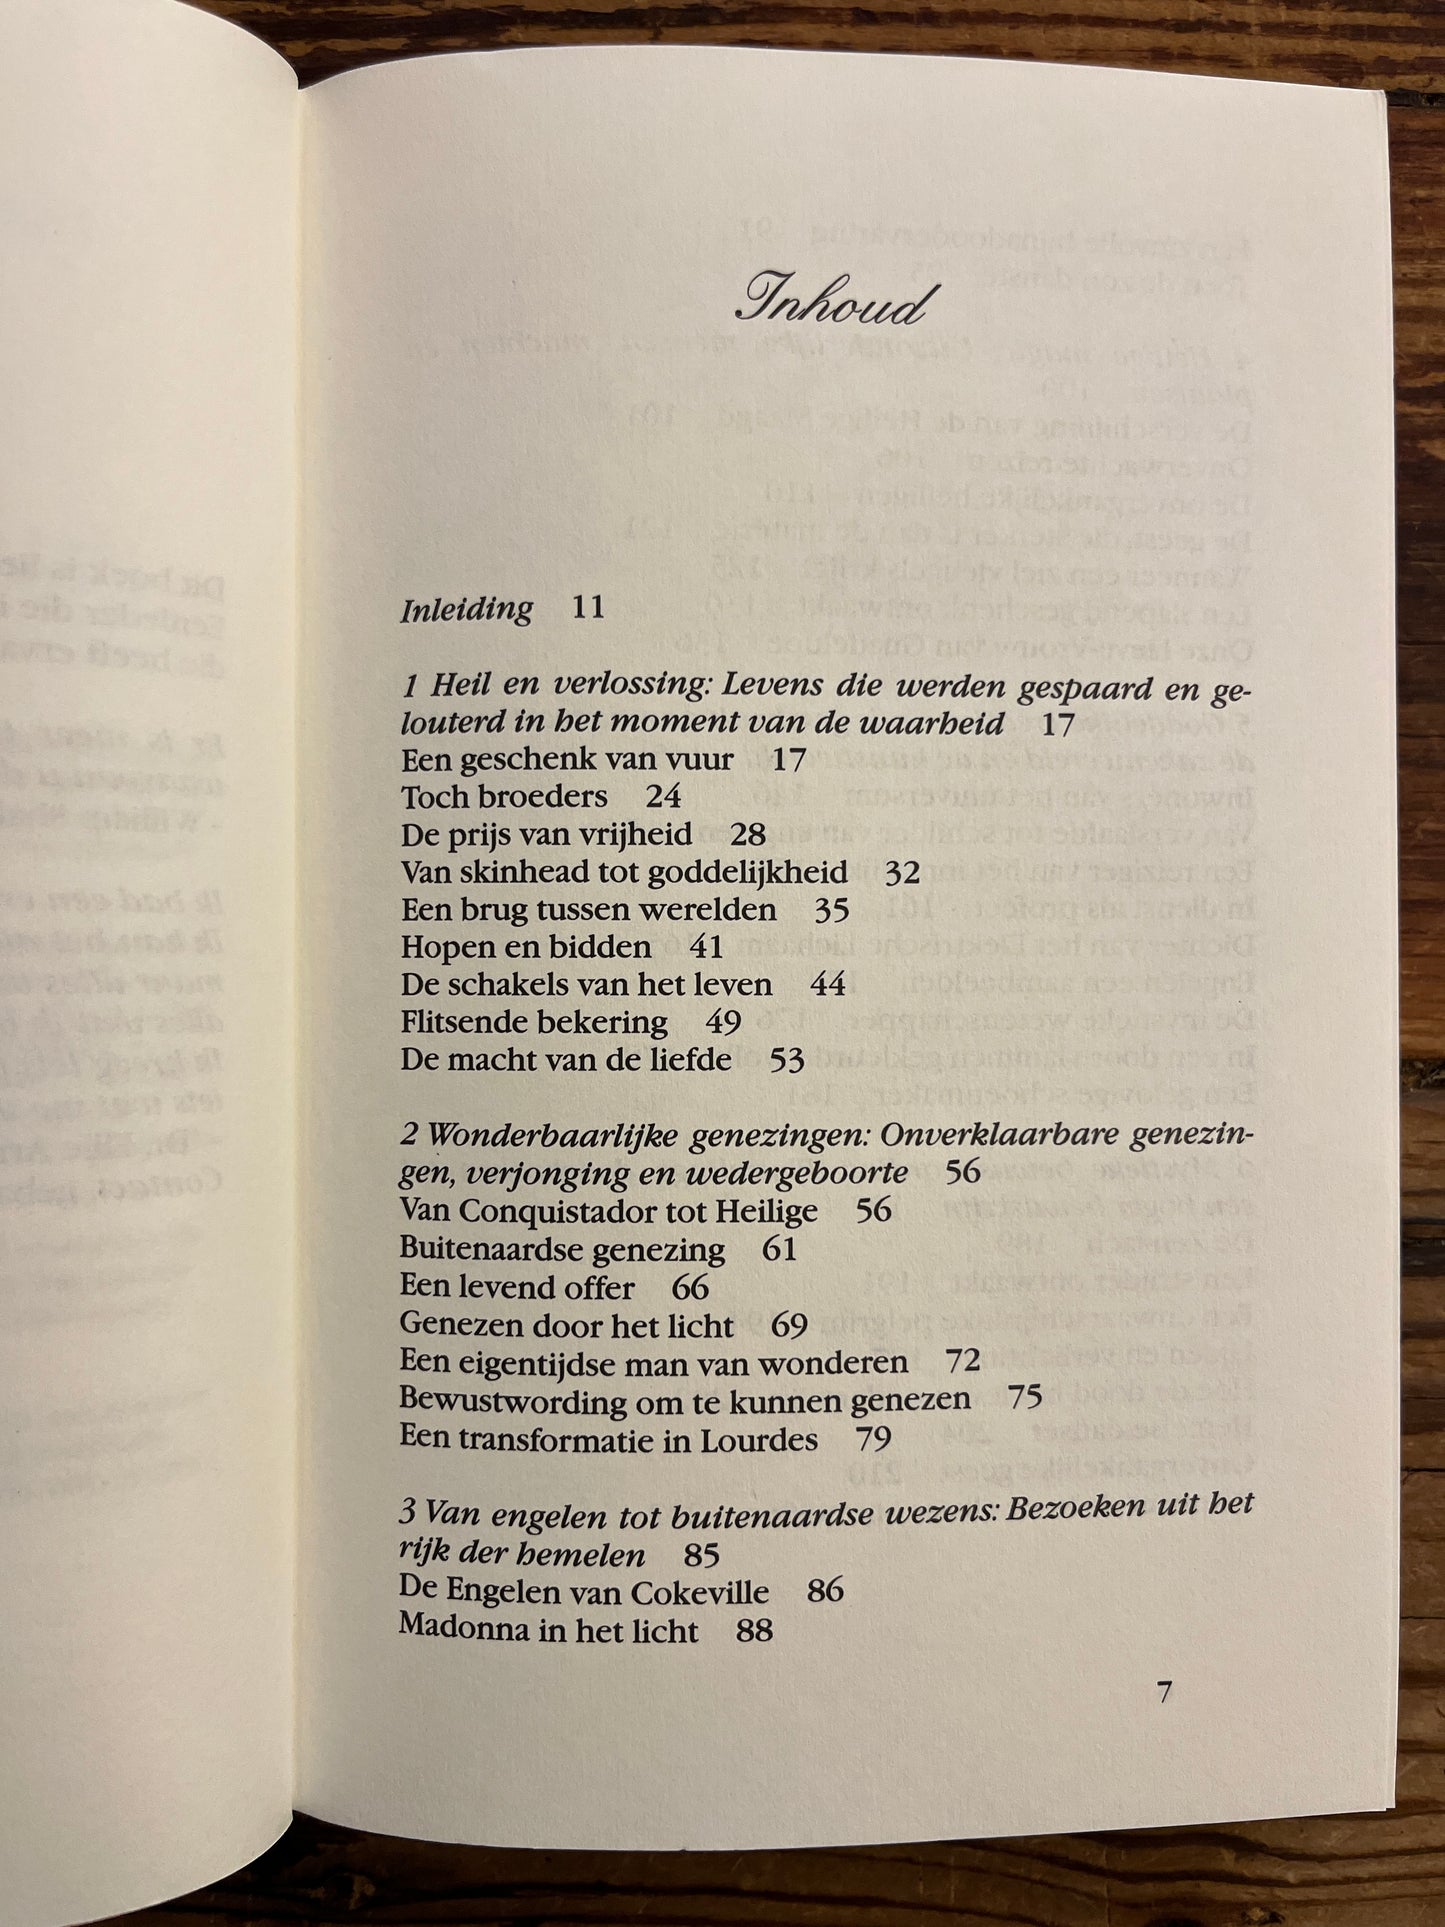 Inhoud
Inleiding 11
1 Heil en verlossing: Levens die werden gespaard en ge-
louterd in het moment van de waarheid 17
Een geschenk van vuur 17
Toch broeders 24
De prijs van vrijheid 28
Van skinhead tot goddelijkheid 32
Een brug tussen werelden 35
Hopen en bidden 41
De schakels van het leven 44
Flitsende bekering 49
De macht van de liefde 53
2 Wonderbaarlijke genezingen: Onverklaarbare genezin-
gen, verjonging en wedergeboorte 56
Van Conquistador tot Heilige 56
Buitenaardse genezing 61
Een levend offer 66
Genezen door het licht 69
Een eigentijdse man van wonderen 72
Bewustwording om te kunnen genezen 75
Een transformatie in Lourdes 79
3 Van engelen tot buitenaardse wezens: Bezoeken uit het
rijk der hemelen 85
De Engelen van Cokeville 86
Madonna in het licht 88
7